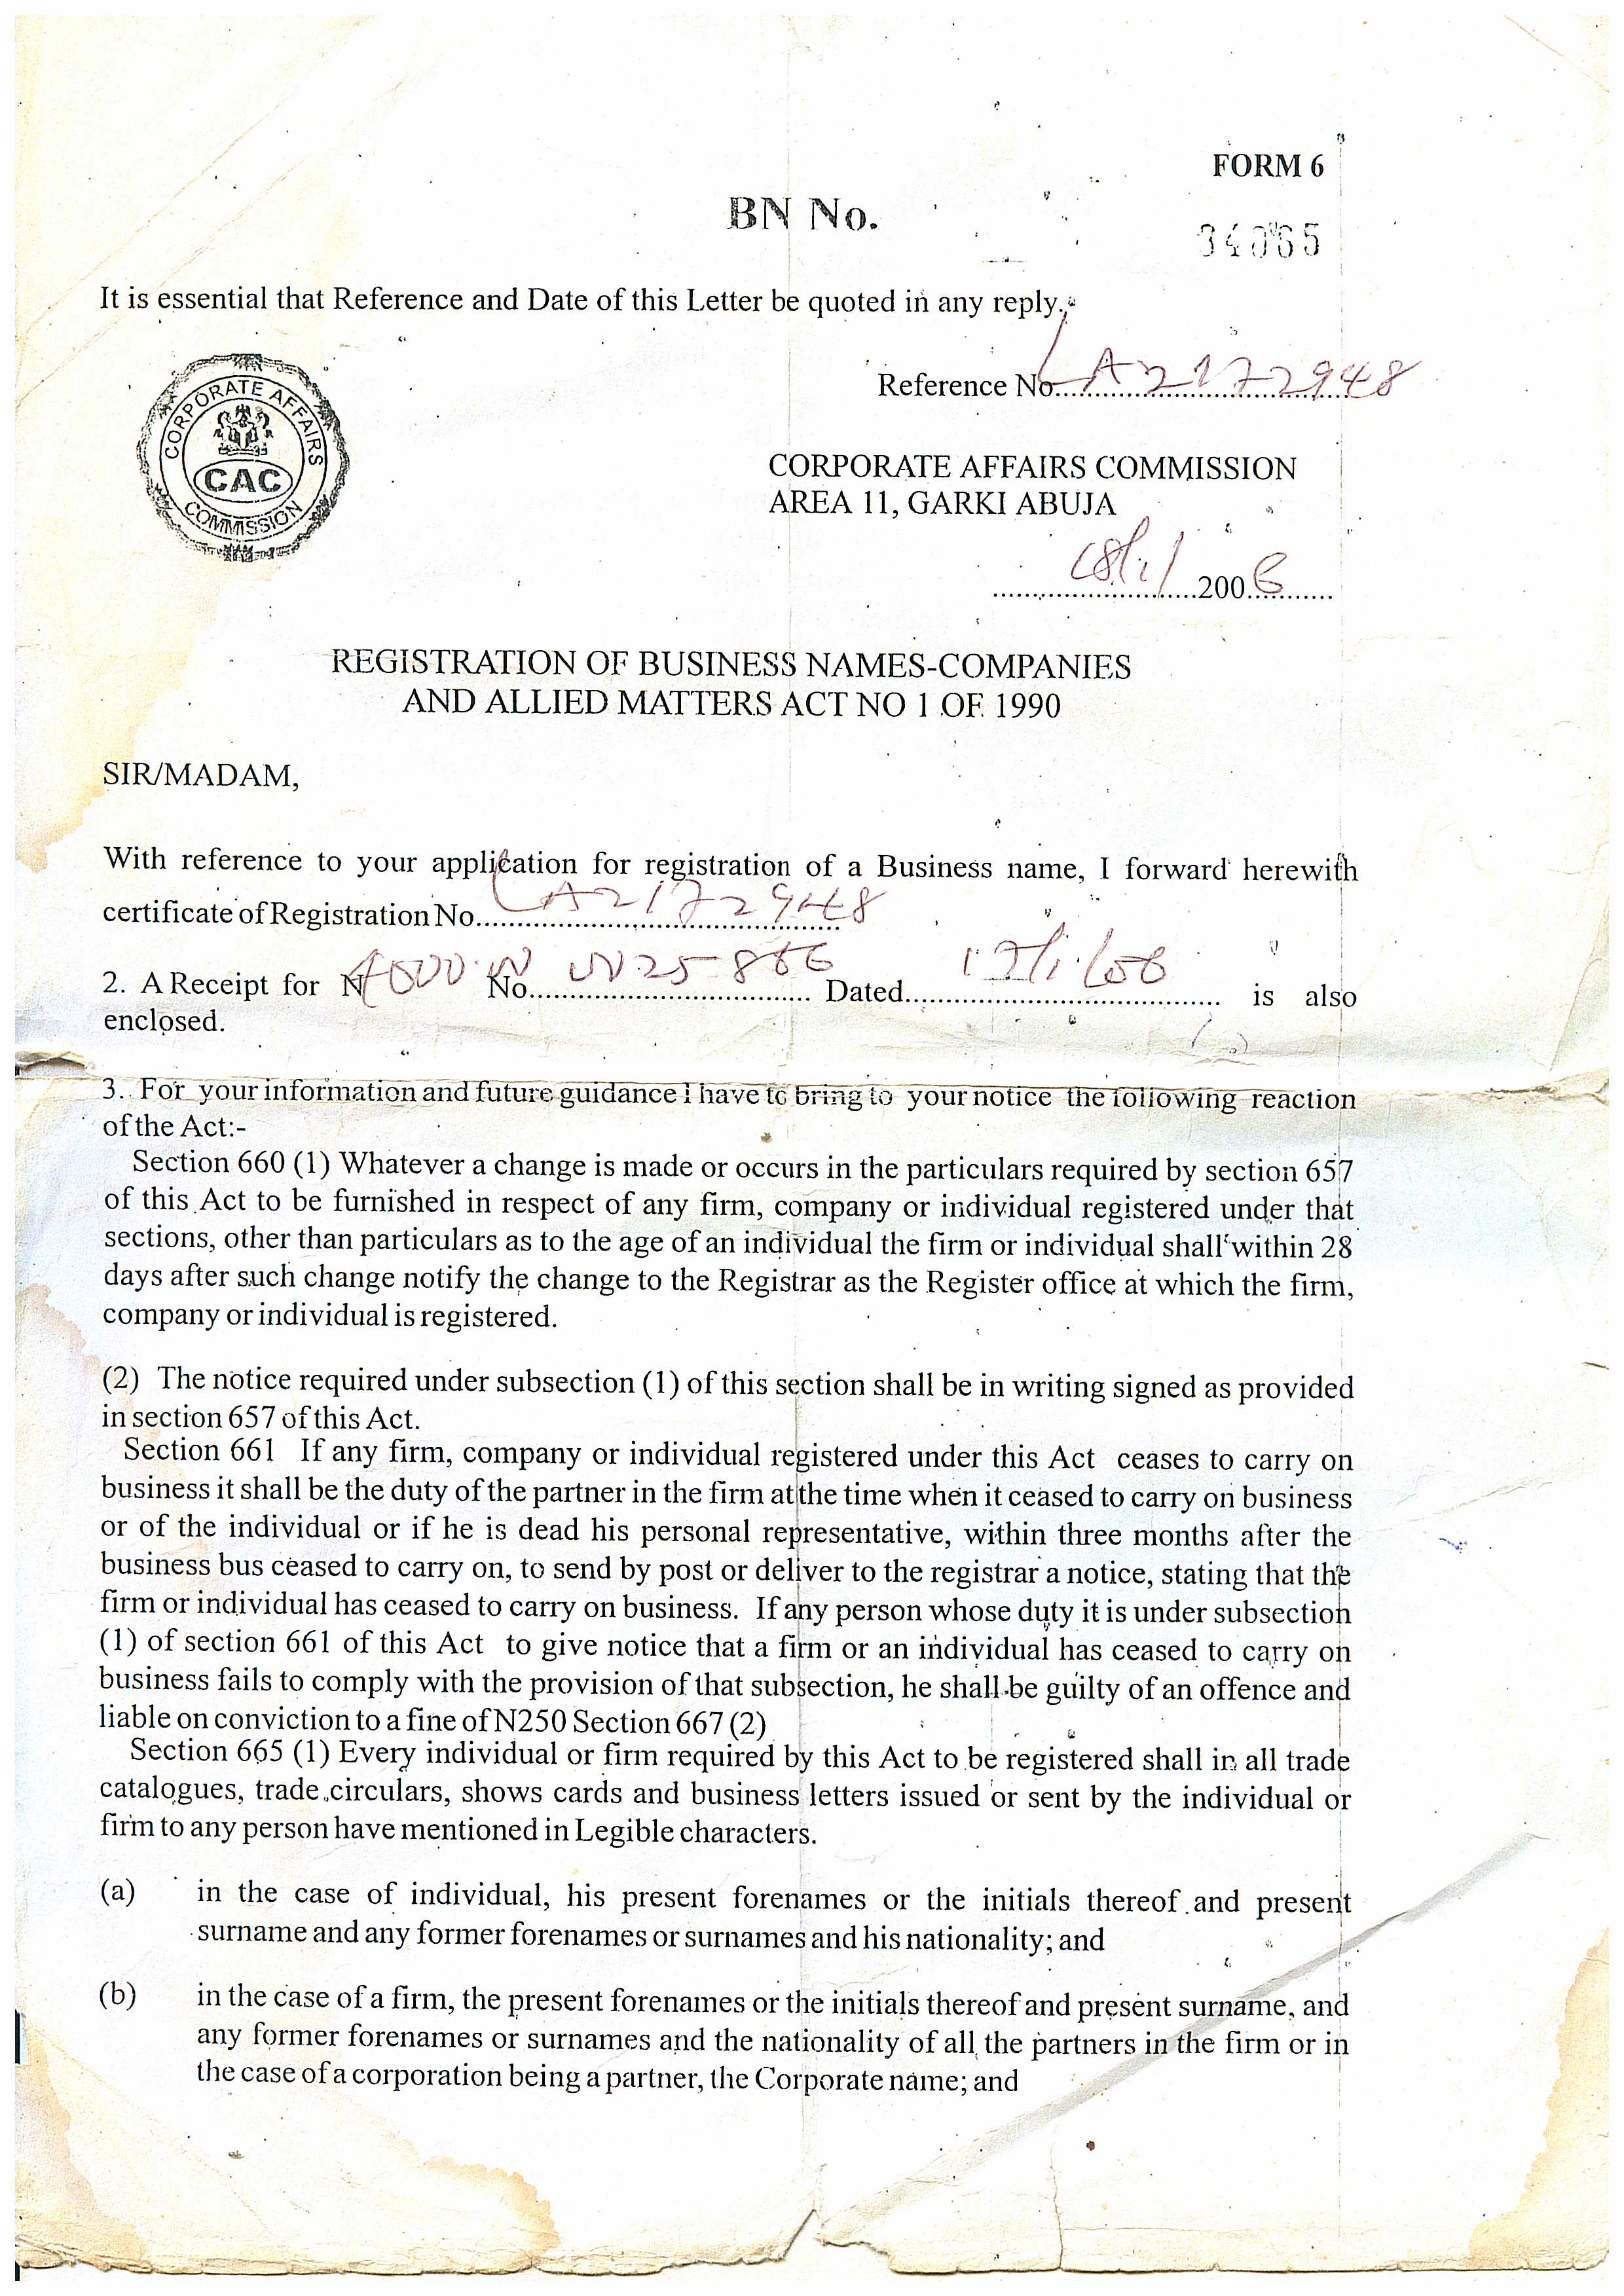 FORM 6
BN No.
34065
It is essential that Reference and Date of this Letter be quoted in any reply.
CORPORATE AFFAIRS
CAC
COMMISSION
Reference No. LA2172948
CORPORATE AFFAIRS COMMISSION
AREA 11, GARKI ABUJA
18/1/ 2006
REGISTRATION OF BUSINESS NAMES-COMPANIES
AND ALLIED MATTERS ACT NO 1 OF 1990
SIR/MADAM,
With reference to your application for registration of a Business name, I forward herewith
certificate of Registration No. LA2172948
2. A Receipt for N No. Dated is also
enclosed.
3. For your information and future guidance I have to bring to your notice the following reaction
of the Act:-
Section 660 (1) Whatever a change is made or occurs in the particulars required by section 657
of this Act to be furnished in respect of any firm, company or individual registered under that
sections, other than particulars as to the age of an individual the firm or individual shall within 28
days after such change notify the change to the Registrar as the Register office at which the firm,
company or individual is registered.
(2) The notice required under subsection (1) of this section shall be in writing signed as provided
in section 657 of this Act.
Section 661 If any firm, company or individual registered under this Act ceases to carry on
business it shall be the duty of the partner in the firm at the time when it ceased to carry on business
or of the individual or if he is dead his personal representative, within three months after the
business bus ceased to carry on, to send by post or deliver to the registrar a notice, stating that the
firm or individual has ceased to carry on business. If any person whose duty it is under subsection
(1) of section 661 of this Act to give notice that a firm or an individual has ceased to carry on
business fails to comply with the provision of that subsection, he shall be guilty of an offence and
liable on conviction to a fine of N250 Section 667 (2)
Section 665 (1) Every individual or firm required by this Act to be registered shall in all trade
catalogues, trade circulars, shows cards and business letters issued or sent by the individual or
firm to any person have mentioned in Legible characters.
(a) in the case of individual, his present forenames or the initials thereof and present
surname and any former forenames or surnames and his nationality; and
(b) in the case of a firm, the present forenames or the initials thereof and present surname, and
any former forenames or surnames and the nationality of all the partners in the firm or in
the case of a corporation being a partner, the Corporate name; and